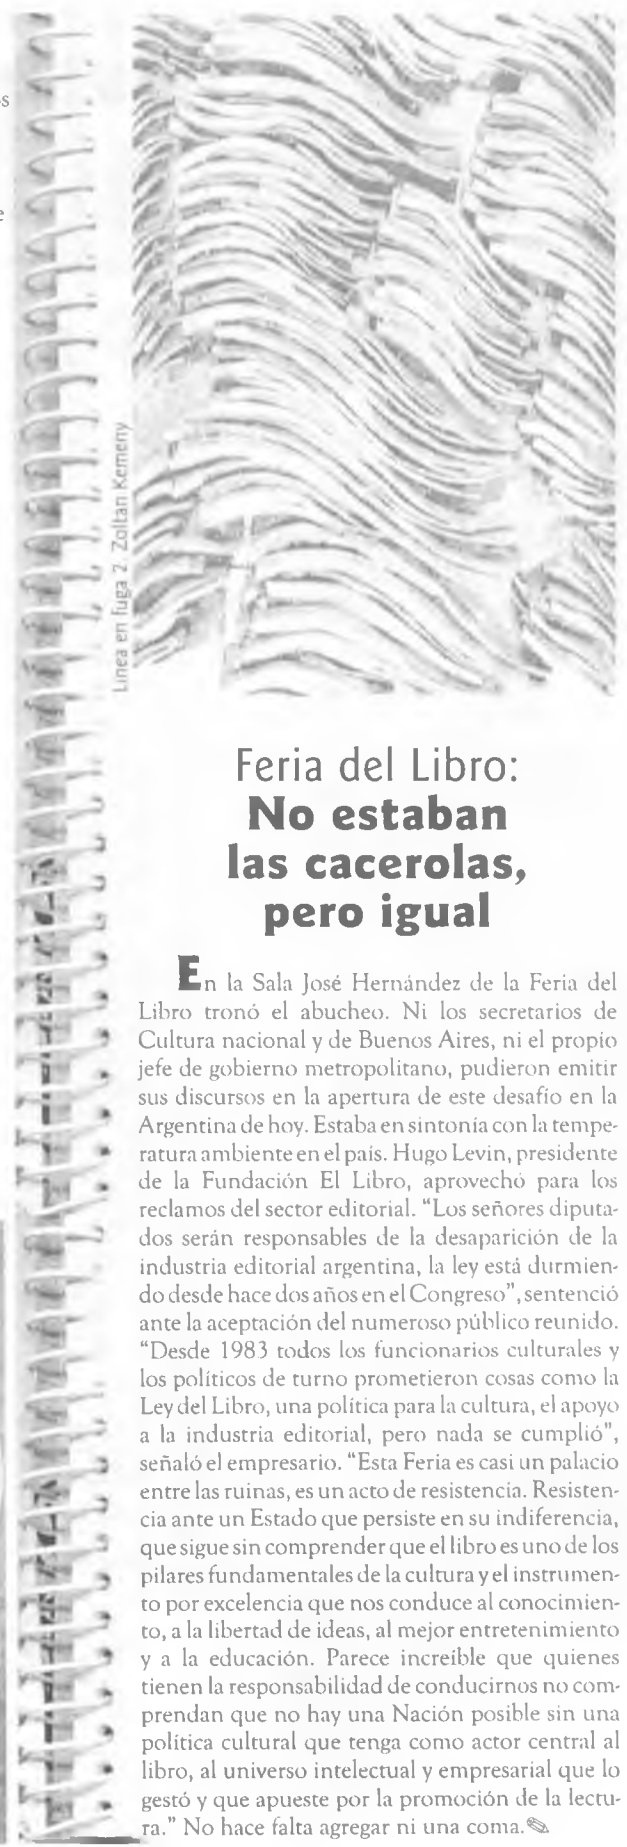 Línea en fuga 2. Zoltan Kemeny
Feria del Libro:
No estaban
las cacerolas,
pero igual
En la Sala José Hernández de la Feria del
Libro tronó el abucheo. Ni los secretarios de
Cultura nacional y de Buenos Aires, ni el propio
jefe de gobierno metropolitano, pudieron emitir
sus discursos en la apertura de este desafío en la
Argentina de hoy. Estaba en sintonía con la tempe-
ratura ambiente en el país. Hugo Levin, presidente
de la Fundación El Libro, aprovechó para los
reclamos del sector editorial. “Los señores diputa-
dos serán responsables de la desaparición de la
industria editorial argentina, la ley está durmien-
do desde hace dos años en el Congreso”, sentenció
ante la aceptación del numeroso público reunido.
“Desde 1983 todos los funcionarios culturales y
los políticos de turno prometieron cosas como la
Ley del Libro, una política para la cultura, el apoyo
a la industria editorial, pero nada se cumplió”,
señaló el empresario. “Esta Feria es casi un palacio
entre las ruinas, es un acto de resistencia. Resisten-
cia ante un Estado que persiste en su indiferencia,
que sigue sin comprender que el libro es uno de los
pilares fundamentales de la cultura y el instrumen-
to por excelencia que nos conduce al conocimien-
to, a la libertad de ideas, al mejor entretenimiento
y a la educación. Parece increíble que quienes
tienen la responsabilidad de conducirnos no com-
prendan que no hay una Nación posible sin una
política cultural que tenga como actor central al
libro, al universo intelectual y empresarial que lo
gestó y que apueste por la promoción de la lectu-
ra.” No hace falta agregar ni una coma.